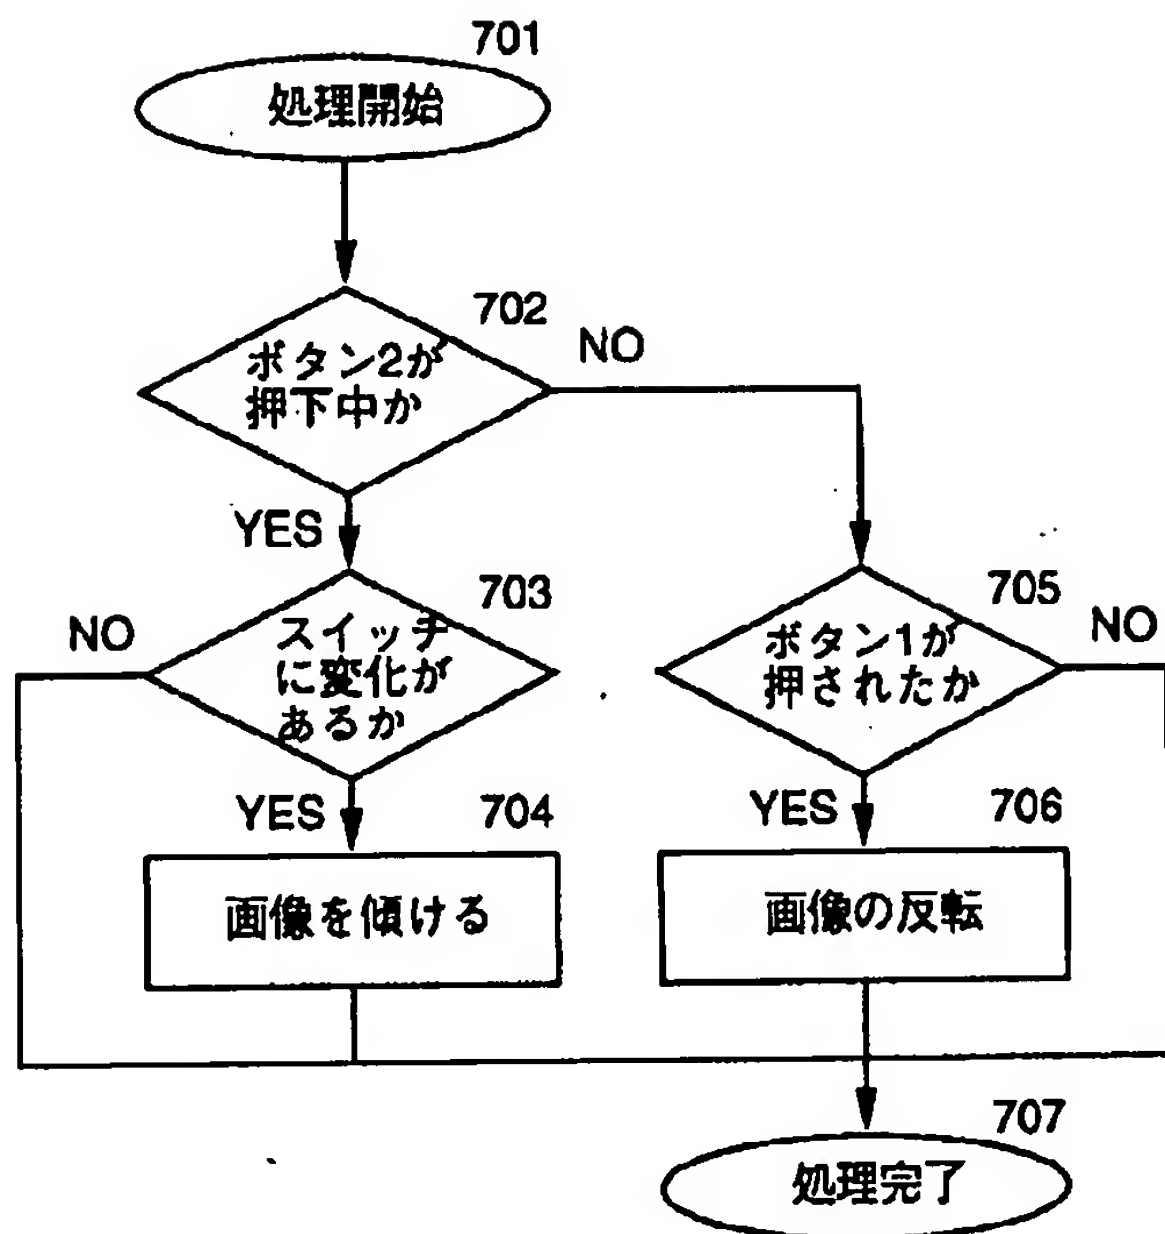 701
処理開始
702
ボタン2が
押下中か
NO
YES
703
スイッチ
に変化が
あるか
NO
705
ボタン1が
押されたか
NO
YES
704
画像を傾ける
YES
706
画像の反転
707
処理完了